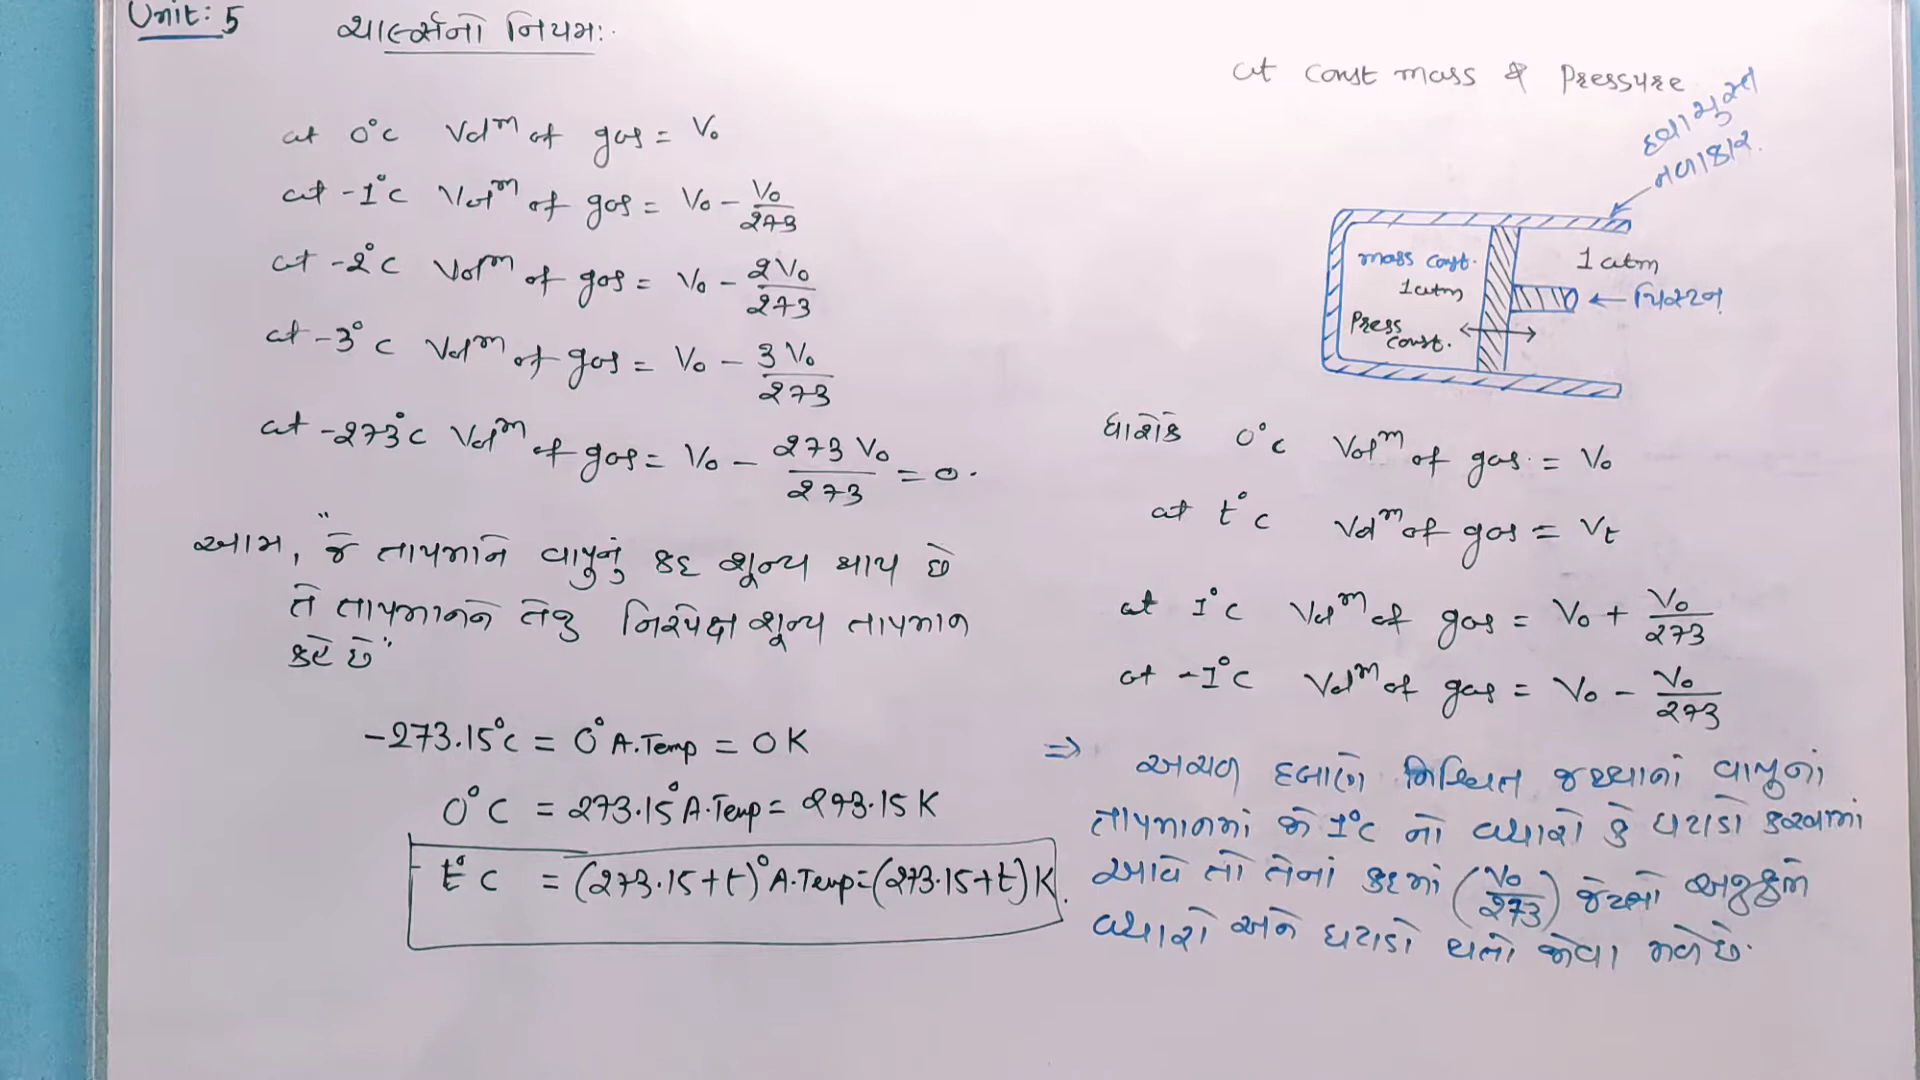 Unit: 5
ચાર્લ્સનો નિયમ:
at const mass & Pressure
at 0°c Volᵐ of gas = V₀
at -1°c Volᵐ of gas = V₀ - V₀/273
at -2°c Volᵐ of gas = V₀ - 2V₀/273
at -3°c Volᵐ of gas = V₀ - 3V₀/273
at -273°c Volᵐ of gas = V₀ - 273 V₀/273 = 0.
આમ, "જે તાપમાને વાયુનું કદ શૂન્ય થાય છે
તે તાપમાનને તેનુ નિરપેક્ષ શૂન્ય તાપમાન
કહે છે"
-273.15°c = 0° A.Temp = 0 K
0°C = 273.15° A.Temp = 273.15 K
t°c = (273.15+t)° A.Temp = (273.15+t) K.
નળાકાર.
mass const.
1 atm
Press
const.
1 atm
← પિસ્ટન
ધારોકે 0°c Volᵐ of gas. = V₀
at t°c Volᵐ of gas = Vt
at 1°c Volᵐ of gas = V₀ + V₀/273
at -1°c Volᵐ of gas = V₀ - V₀/273
⇒ અચળ દબાણે નિશ્ચિત જથ્થાનાં વાયુનાં
તાપમાનમાં જો 1°c નો વધારો કે ઘટાડો કરવામાં
આવે તો તેનાં કદમાં (V₀/273) જેટલો અનુક્રમે
વધારો અને ઘટાડો થતો જોવા મળે છે.